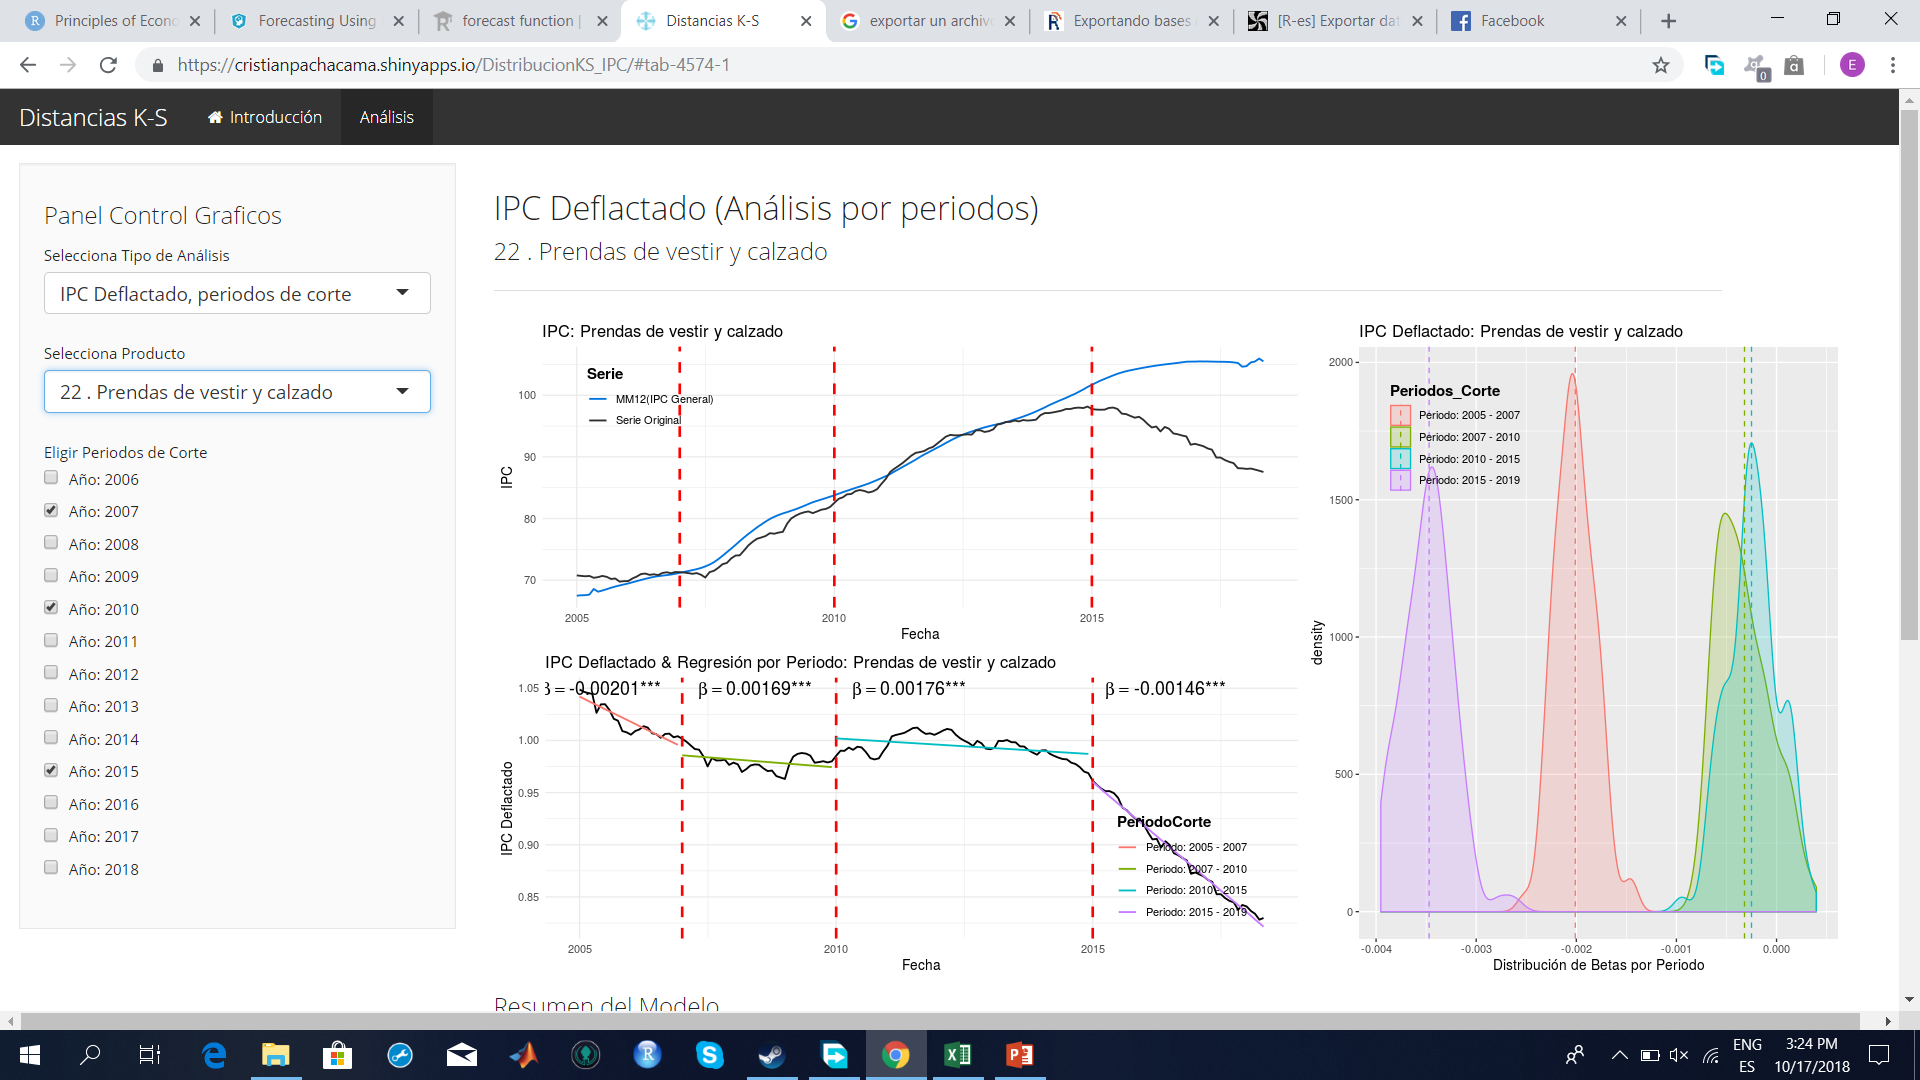 Principles of Econo
Forecasting Using
forecast function |
Distancias K-S
exportar un archivo
Exportando bases
[R-es] Exportar dat
Facebook
https://cristianpachacama.shinyapps.io/DistribucionKS_IPC/#tab-4574-1
0
E
Distancias K-S
Introducción
Análisis
Panel Control Graficos
Selecciona Tipo de Análisis
IPC Deflactado, periodos de corte
Selecciona Producto
22 . Prendas de vestir y calzado
Eligir Periodos de Corte
Año: 2006
Año: 2007
Año: 2008
Año: 2009
Año: 2010
Año: 2011
Año: 2012
Año: 2013
Año: 2014
Año: 2015
Año: 2016
Año: 2017
Año: 2018
IPC Deflactado (Análisis por periodos)
22 . Prendas de vestir y calzado
IPC: Prendas de vestir y calzado
Serie
MM12(IPC General)
Serie Original
IPC
100
90
80
70
2005
2010
2015
Fecha
IPC Deflactado & Regresión por Periodo: Prendas de vestir y calzado
β = -0.00201***
β = 0.00169***
β = 0.00176***
β = -0.00146***
IPC Deflactado
1.05
1.00
0.95
0.90
0.85
PeriodoCorte
Periodo: 2005 - 2007
Periodo: 2007 - 2010
Periodo: 2010 - 2015
Periodo: 2015 - 2019
2005
2010
2015
Fecha
IPC Deflactado: Prendas de vestir y calzado
Periodos_Corte
Periodo: 2005 - 2007
Periodo: 2007 - 2010
Periodo: 2010 - 2015
Periodo: 2015 - 2019
density
2000
1500
1000
500
0
-0.004
-0.003
-0.002
-0.001
0.000
Distribución de Betas por Periodo
Resumen del Modelo
ENG
ES
3:24 PM
10/17/2018